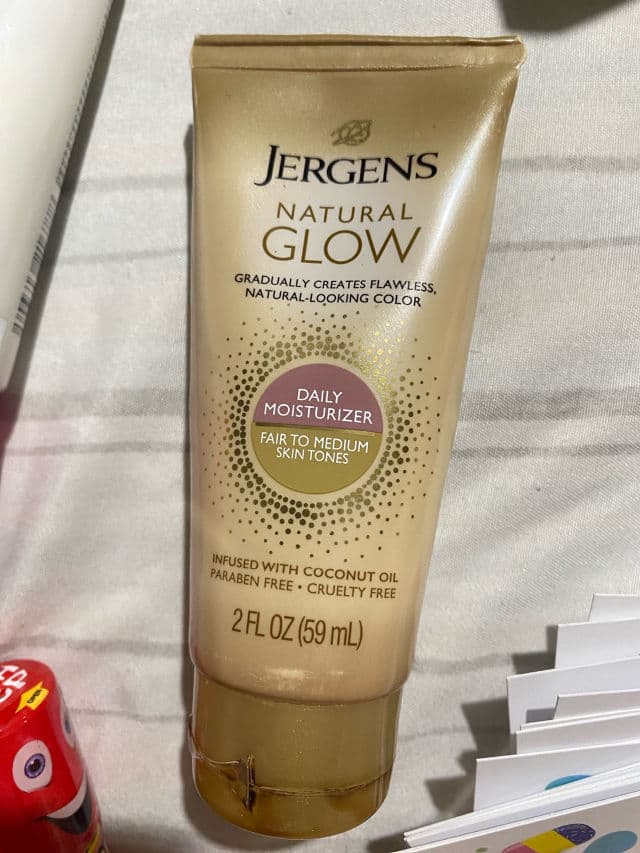 JERGENS
NATURAL
GLOW
GRADUALLY CREATES FLAWLESS,
NATURAL-LOOKING COLOR
DAILY
MOISTURIZER
FAIR TO MEDIUM
SKIN TONES
INFUSED WITH COCONUT OIL
PARABEN FREE • CRUELTY FREE
2 FL OZ (59 mL)
OPEN